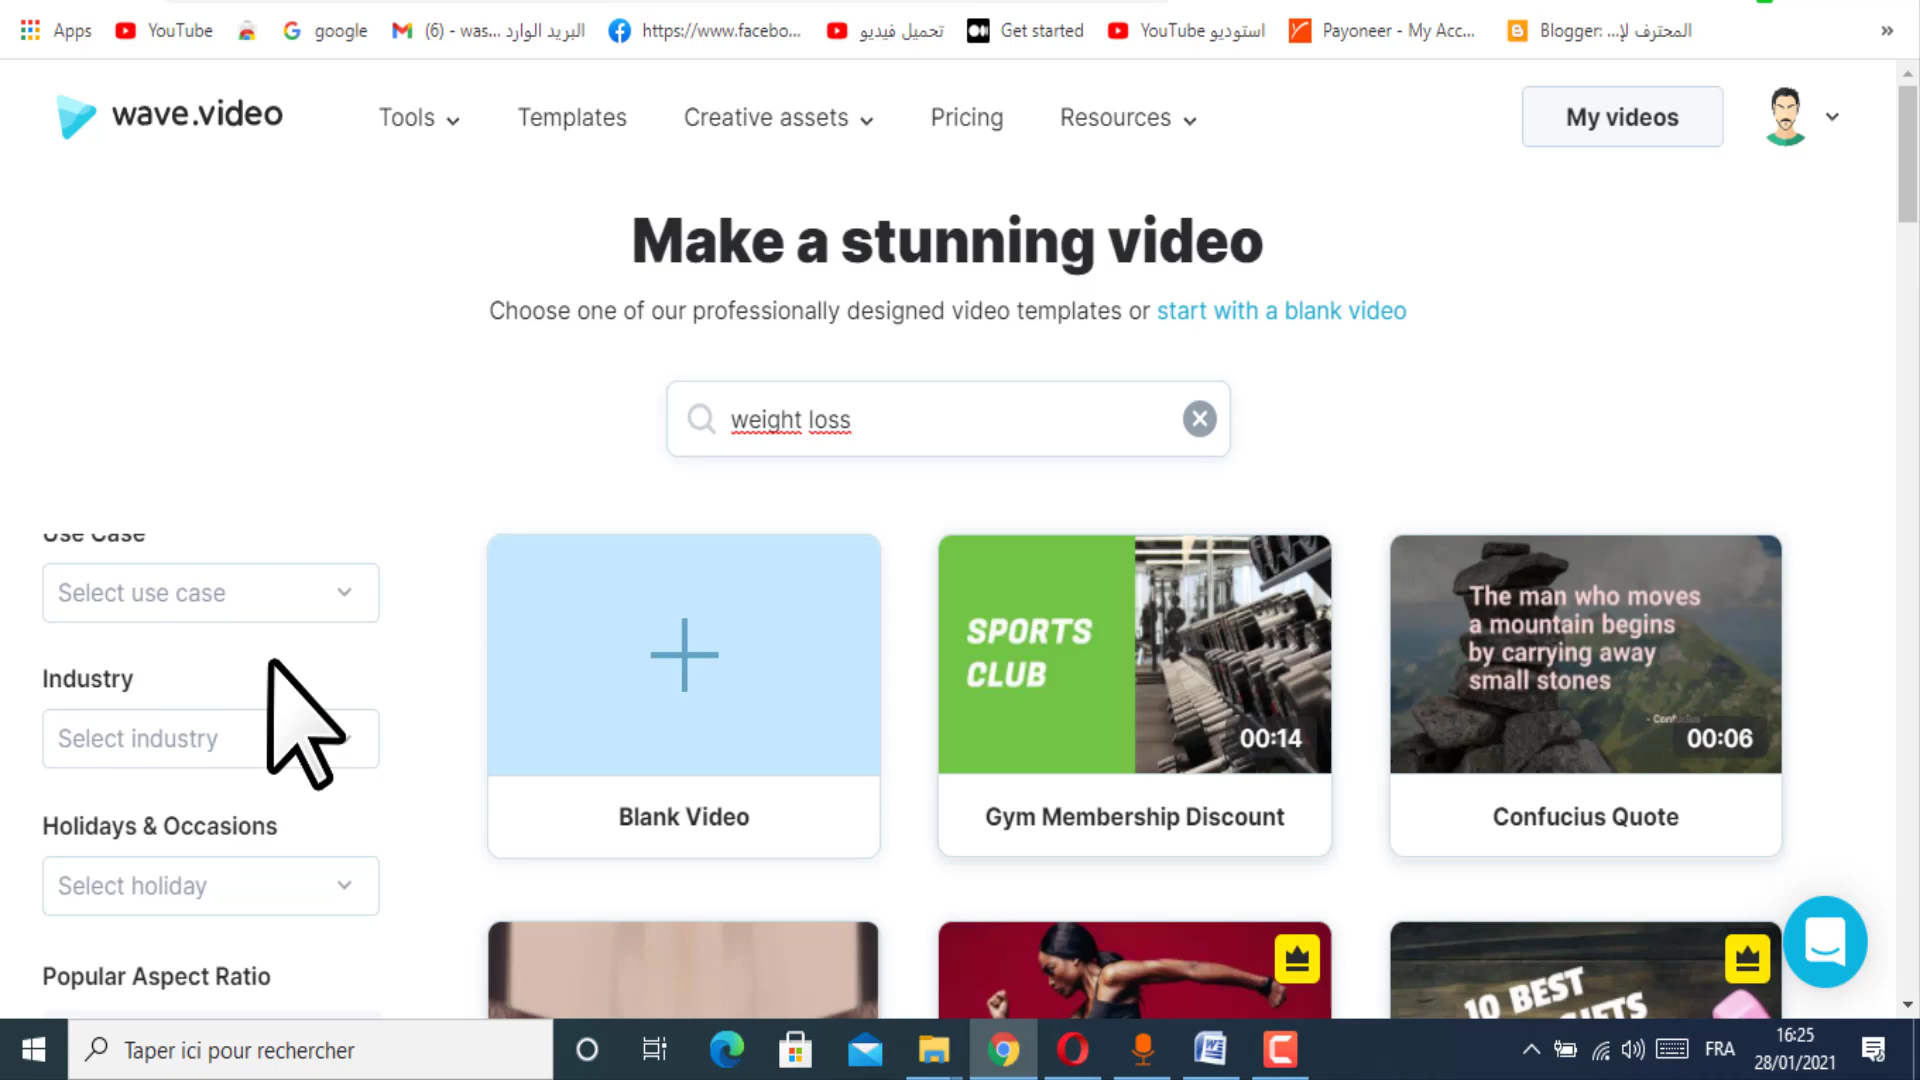 Apps
YouTube
google
(6) - was... البريد الوارد
https://www.facebo...
تحميل فيديو
Get started
YouTube استوديو
Payoneer - My Acc...
Blogger: ...المحترف لإ
wave.video
Tools
Templates
Creative assets
Pricing
Resources
My videos
Make a stunning video
Choose one of our professionally designed video templates or start with a blank video
weight loss
Use Case
Select use case
Industry
Select industry
Holidays & Occasions
Select holiday
Popular Aspect Ratio
Blank Video
SPORTS
CLUB
00:14
Gym Membership Discount
The man who moves
a mountain begins
by carrying away
small stones
00:06
Confucius Quote
10 BEST
Taper ici pour rechercher
FRA
16:25
28/01/2021